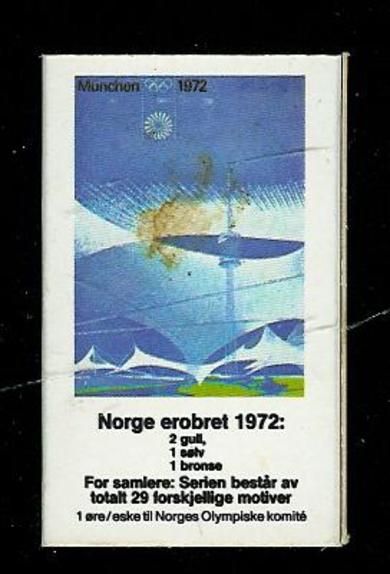 München 1972
Norge erobret 1972:
2 gull,
1 sølv
1 bronse
For samlere: Serien består av
totalt 29 forskjellige motiver
1 øre/eske til Norges Olympiske komité